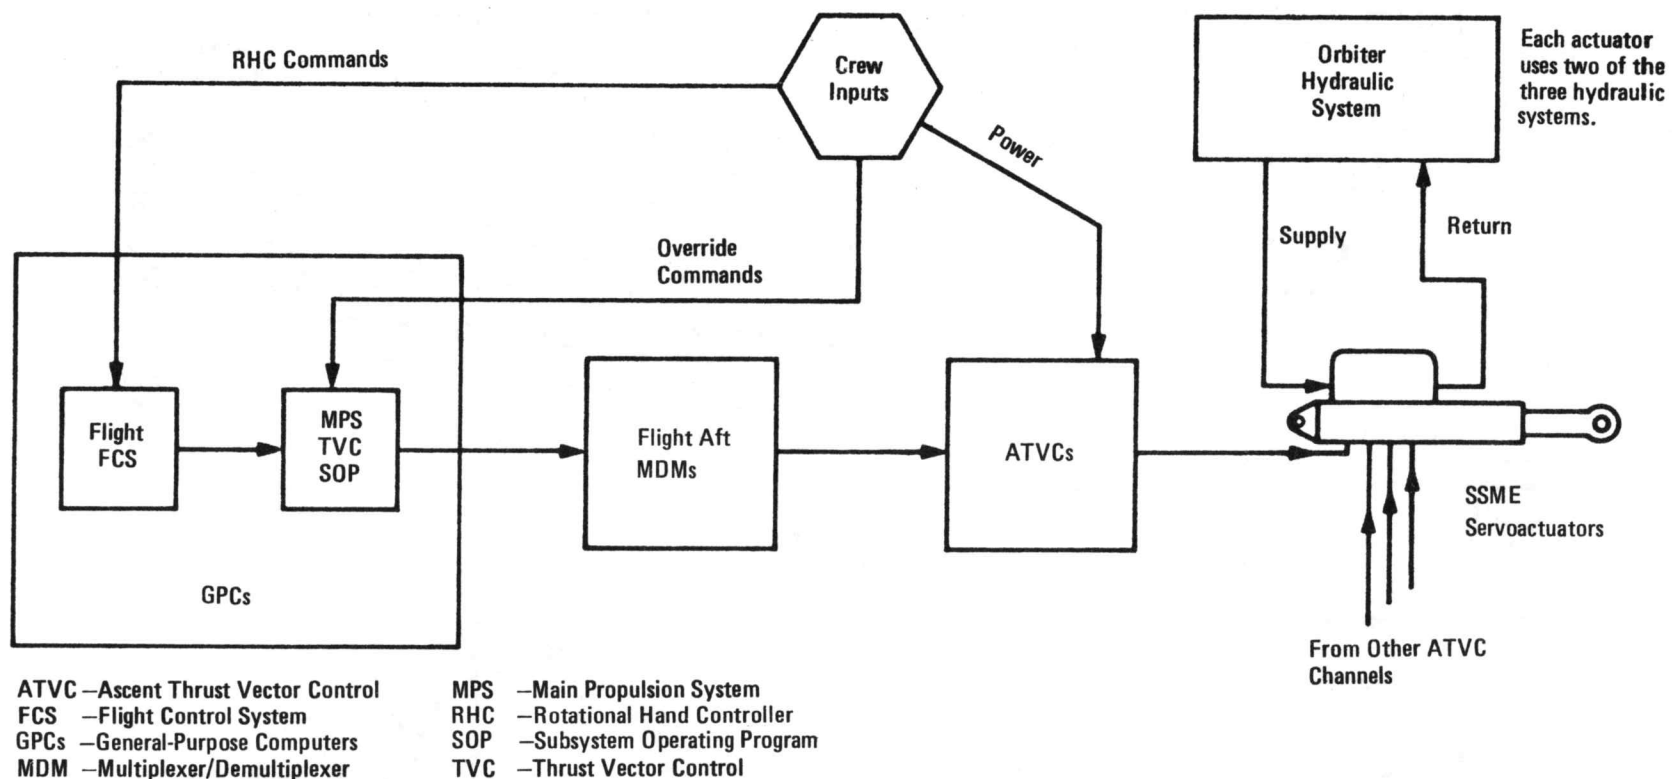 RHC Commands
Crew
Inputs
Power
Override
Commands
Orbiter
Hydraulic
System
Each actuator
uses two of the
three hydraulic
systems.
Supply
Return
Flight
FCS
MPS
TVC
SOP
GPCs
Flight Aft
MDMs
ATVCs
SSME
Servoactuators
From Other ATVC
Channels
ATVC –Ascent Thrust Vector Control
FCS –Flight Control System
GPCs –General-Purpose Computers
MDM –Multiplexer/Demultiplexer
MPS –Main Propulsion System
RHC –Rotational Hand Controller
SOP –Subsystem Operating Program
TVC –Thrust Vector Control